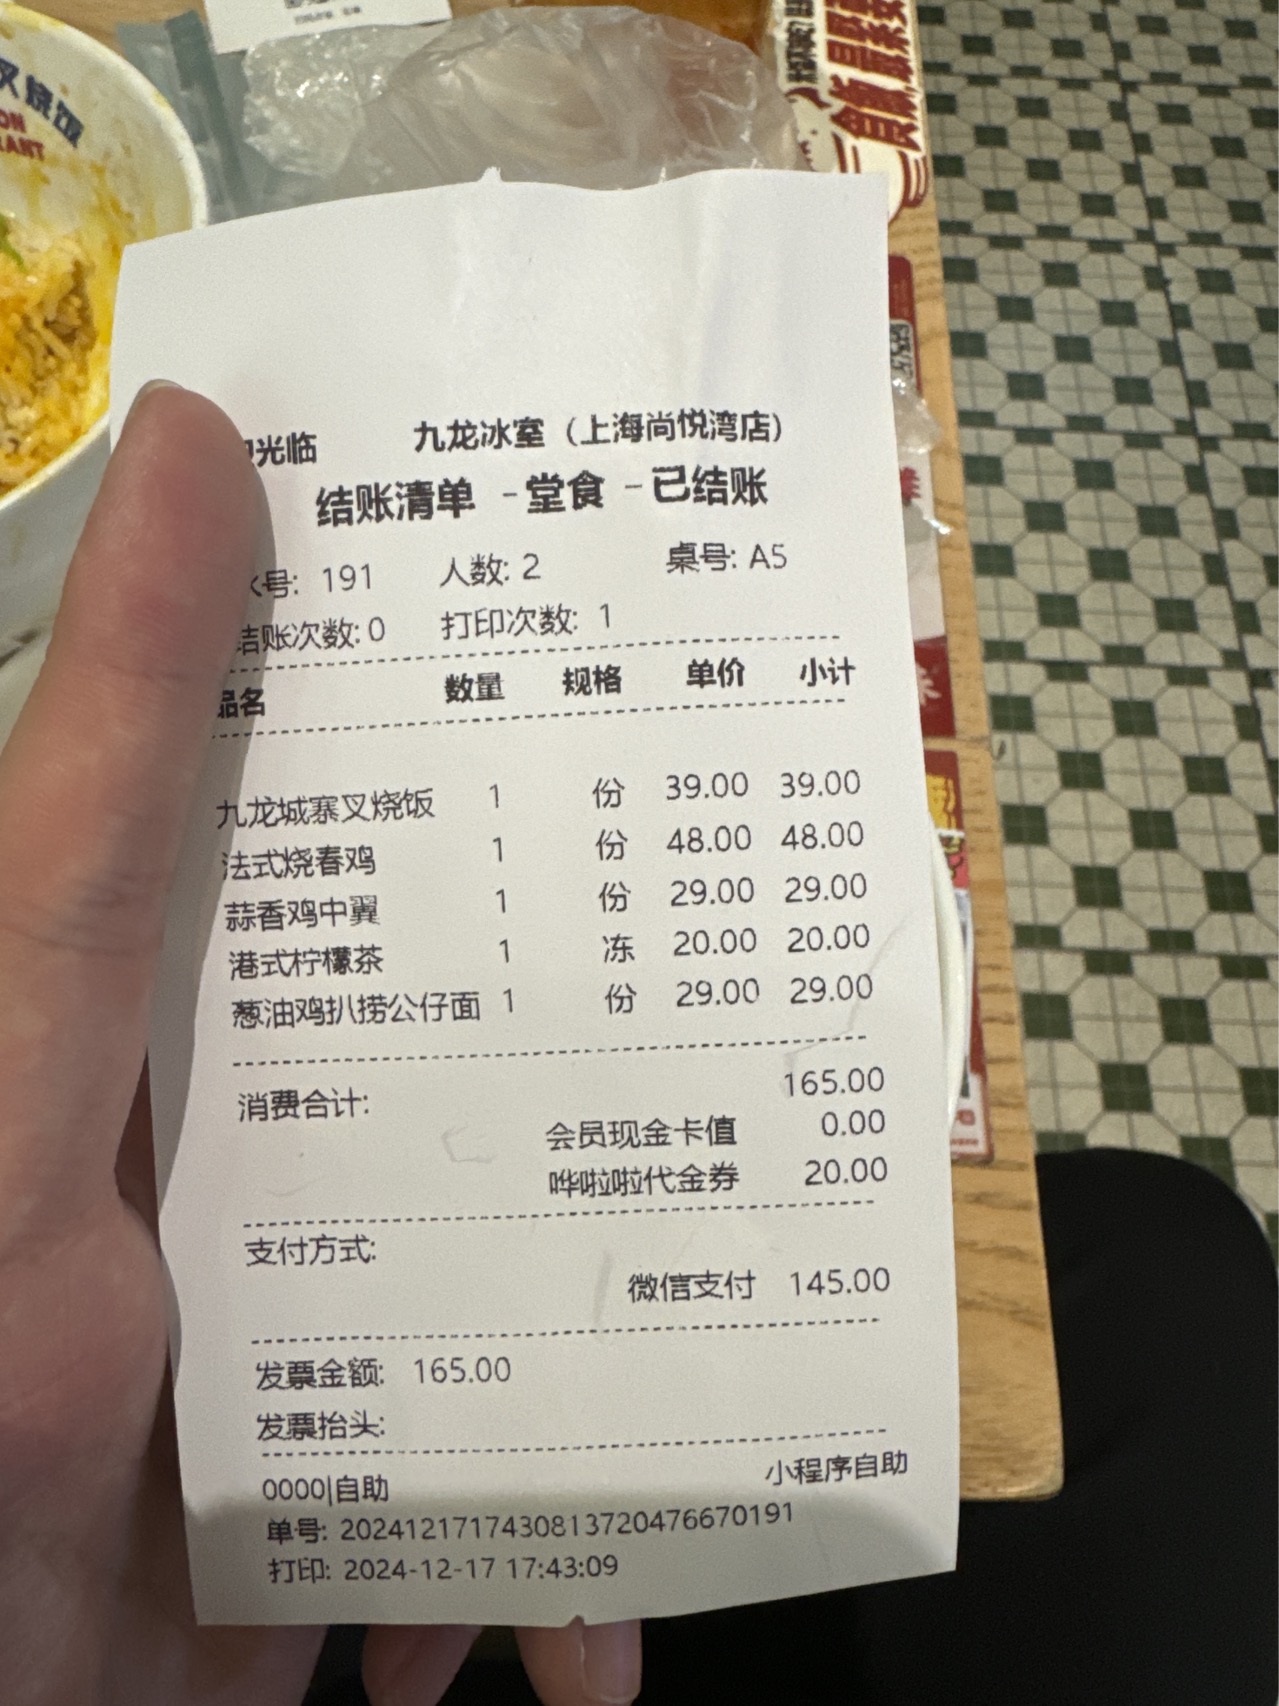 叉烧饭
九龙冰室（上海尚悦湾店）
光临
结账清单 -堂食 -已结账
号: 191 人数: 2 桌号: A5
结账次数: 0 打印次数: 1
品名 数量 规格 单价 小计
九龙城寨叉烧饭 1 份 39.00 39.00
法式烧春鸡 1 份 48.00 48.00
蒜香鸡中翼 1 份 29.00 29.00
港式柠檬茶 1 冻 20.00 20.00
葱油鸡扒捞公仔面 1 份 29.00 29.00
消费合计: 165.00
会员现金卡值 0.00
哗啦啦代金券 20.00
支付方式:
微信支付 145.00
发票金额: 165.00
发票抬头:
0000|自助 小程序自助
单号: 2024121717430813720476670191
打印: 2024-12-17 17:43:09